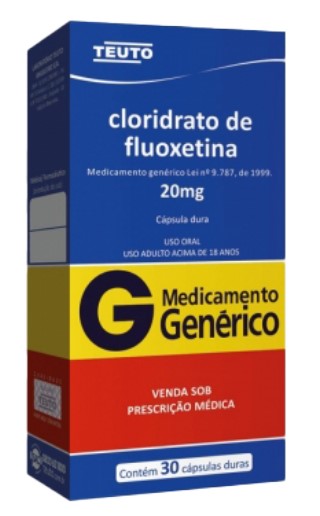 TEUTO
cloridrato de
fluoxetina
Medicamento genérico Lei nº 9.787, de 1999.
20mg
Cápsula dura
USO ORAL
USO ADULTO ACIMA DE 18 ANOS
G Medicamento
Genérico
VENDA SOB
PRESCRIÇÃO MÉDICA
Contém 30 cápsulas duras